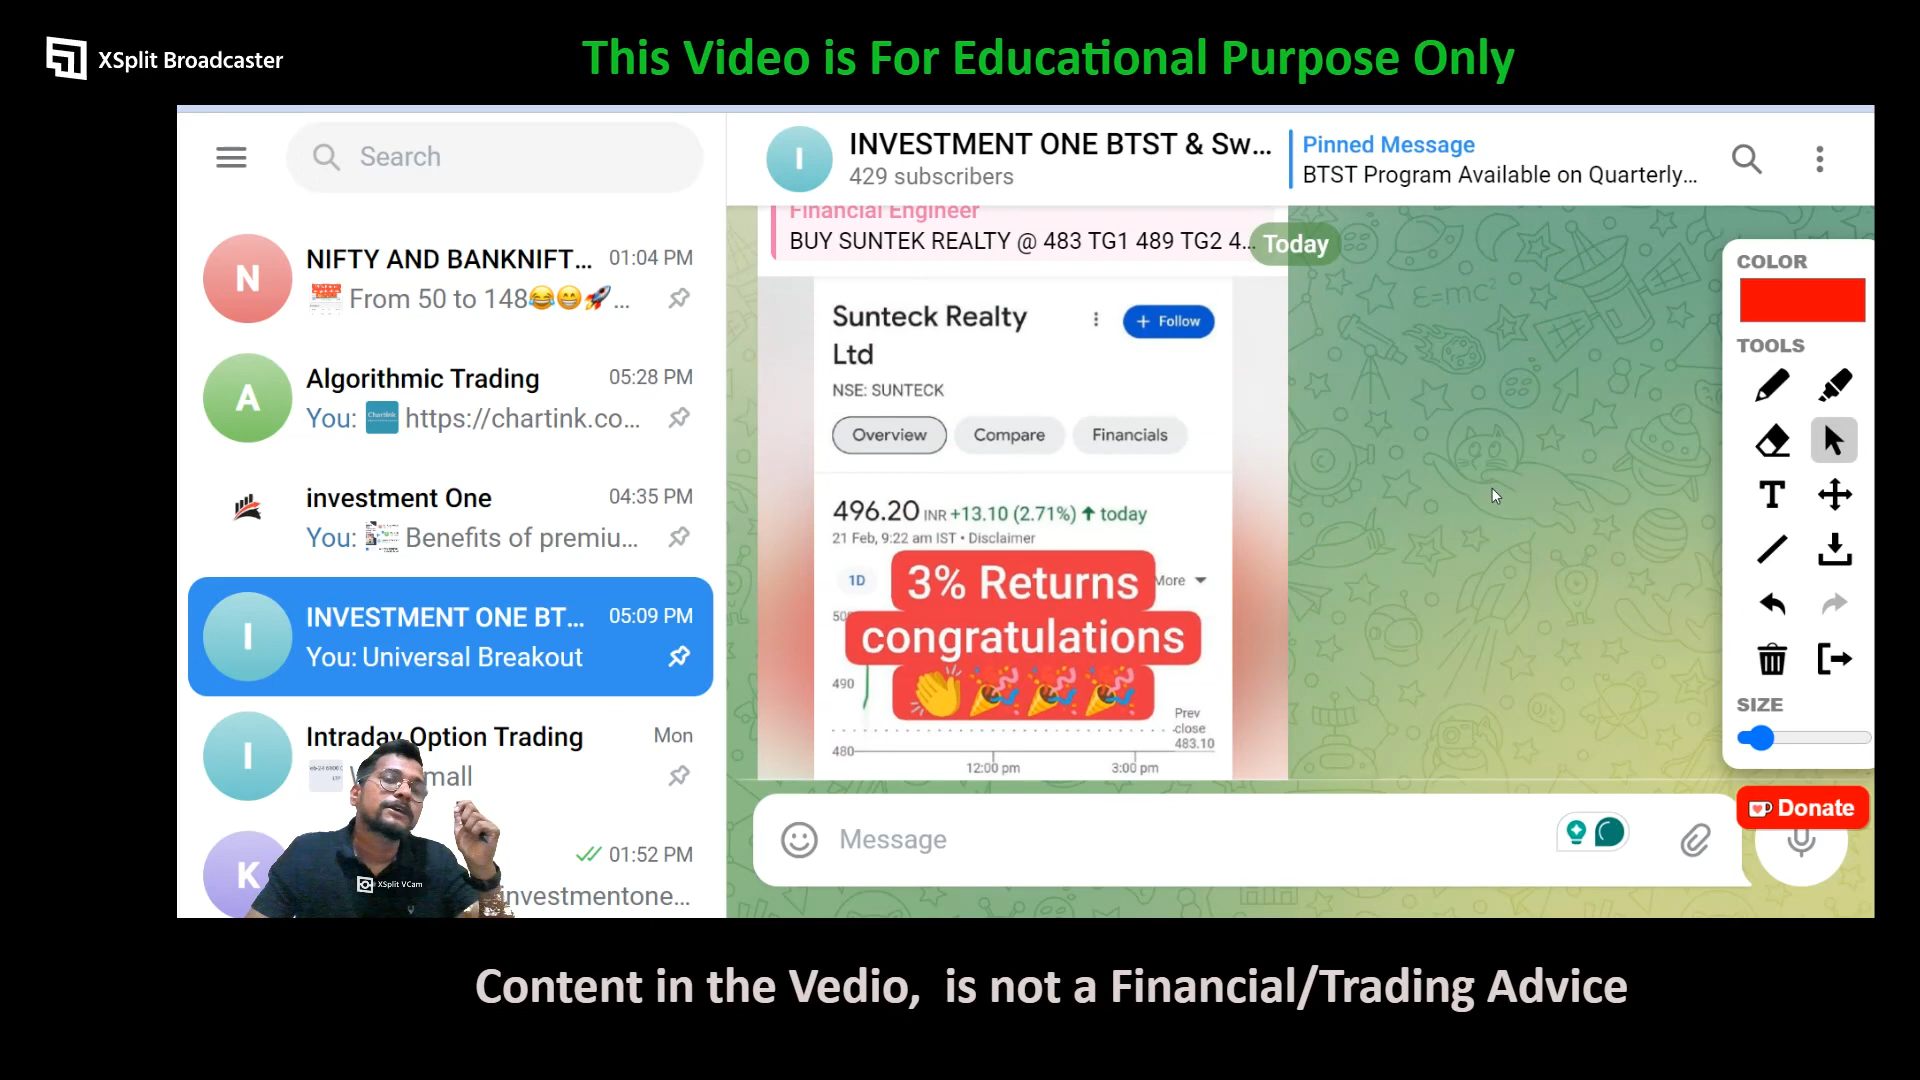 XSplit Broadcaster
This Video is For Educational Purpose Only
Search
NIFTY AND BANKNIFT... 01:04 PM
From 50 to 148😂😁🚀...
Algorithmic Trading 05:28 PM
You: https://chartink.co...
investment One 04:35 PM
You: Benefits of premiu...
INVESTMENT ONE BT... 05:09 PM
You: Universal Breakout
Intraday Option Trading Mon
mall
01:52 PM
investmentone...
N
A
I
I
K
XSplit VCam
I
INVESTMENT ONE BTST & Sw...
429 subscribers
Pinned Message
BTST Program Available on Quarterly...
Financial Engineer
BUY SUNTEK REALTY @ 483 TG1 489 TG2 4...
Today
Sunteck Realty
Ltd
+ Follow
NSE: SUNTECK
Overview Compare Financials
496.20 INR +13.10 (2.71%) ↑ today
21 Feb, 9:22 am IST • Disclaimer
1D More
3% Returns
congratulations
👏🎉🎉🎉
490
480
Prev
close
483.10
12:00 pm 3:00 pm
Message
COLOR
TOOLS
T
SIZE
Donate
Content in the Vedio, is not a Financial/Trading Advice